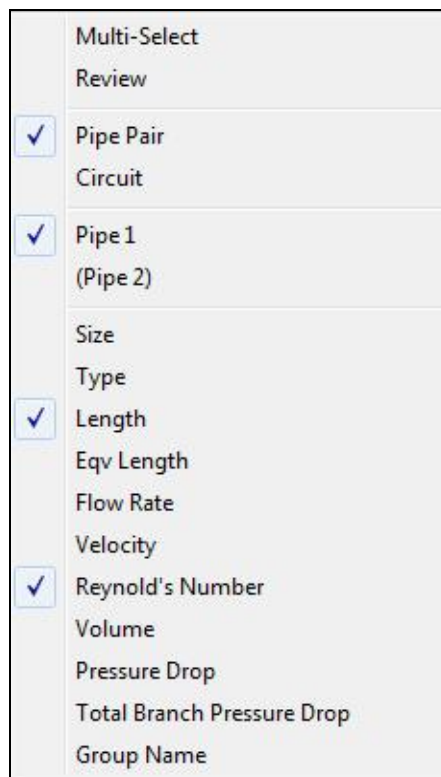 Multi-Select
Review
Pipe Pair
Circuit
Pipe 1
(Pipe 2)
Size
Type
Length
Eqv Length
Flow Rate
Velocity
Reynold's Number
Volume
Pressure Drop
Total Branch Pressure Drop
Group Name